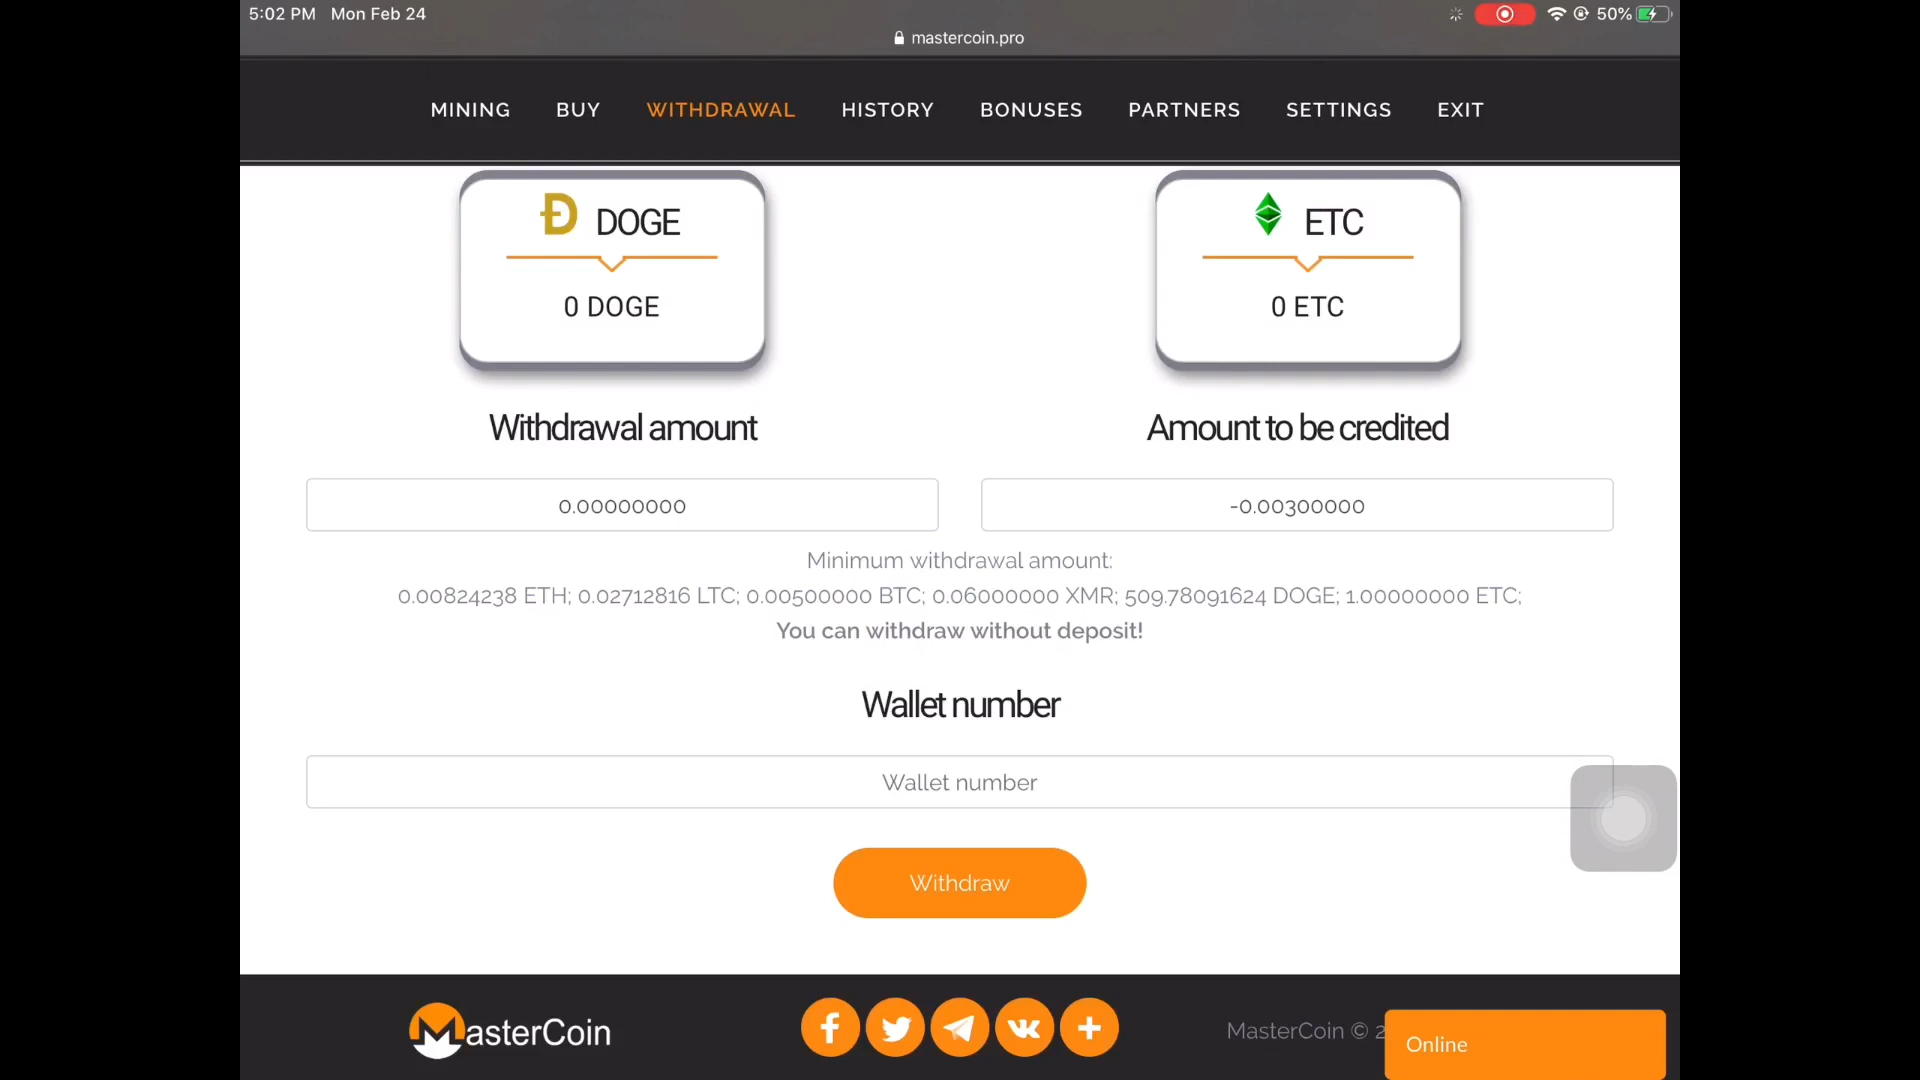 5:02 PM Mon Feb 24
50%
mastercoin.pro
MINING BUY WITHDRAWAL HISTORY BONUSES PARTNERS SETTINGS EXIT
DOGE
0 DOGE
ETC
0 ETC
Withdrawal amount
Amount to be credited
0.00000000
-0.00300000
Minimum withdrawal amount:
0.00824238 ETH; 0.02712816 LTC; 0.00500000 BTC; 0.06000000 XMR; 509.78091624 DOGE; 1.00000000 ETC;
You can withdraw without deposit!
Wallet number
Wallet number
Withdraw
MasterCoin
MasterCoin © 2
Online